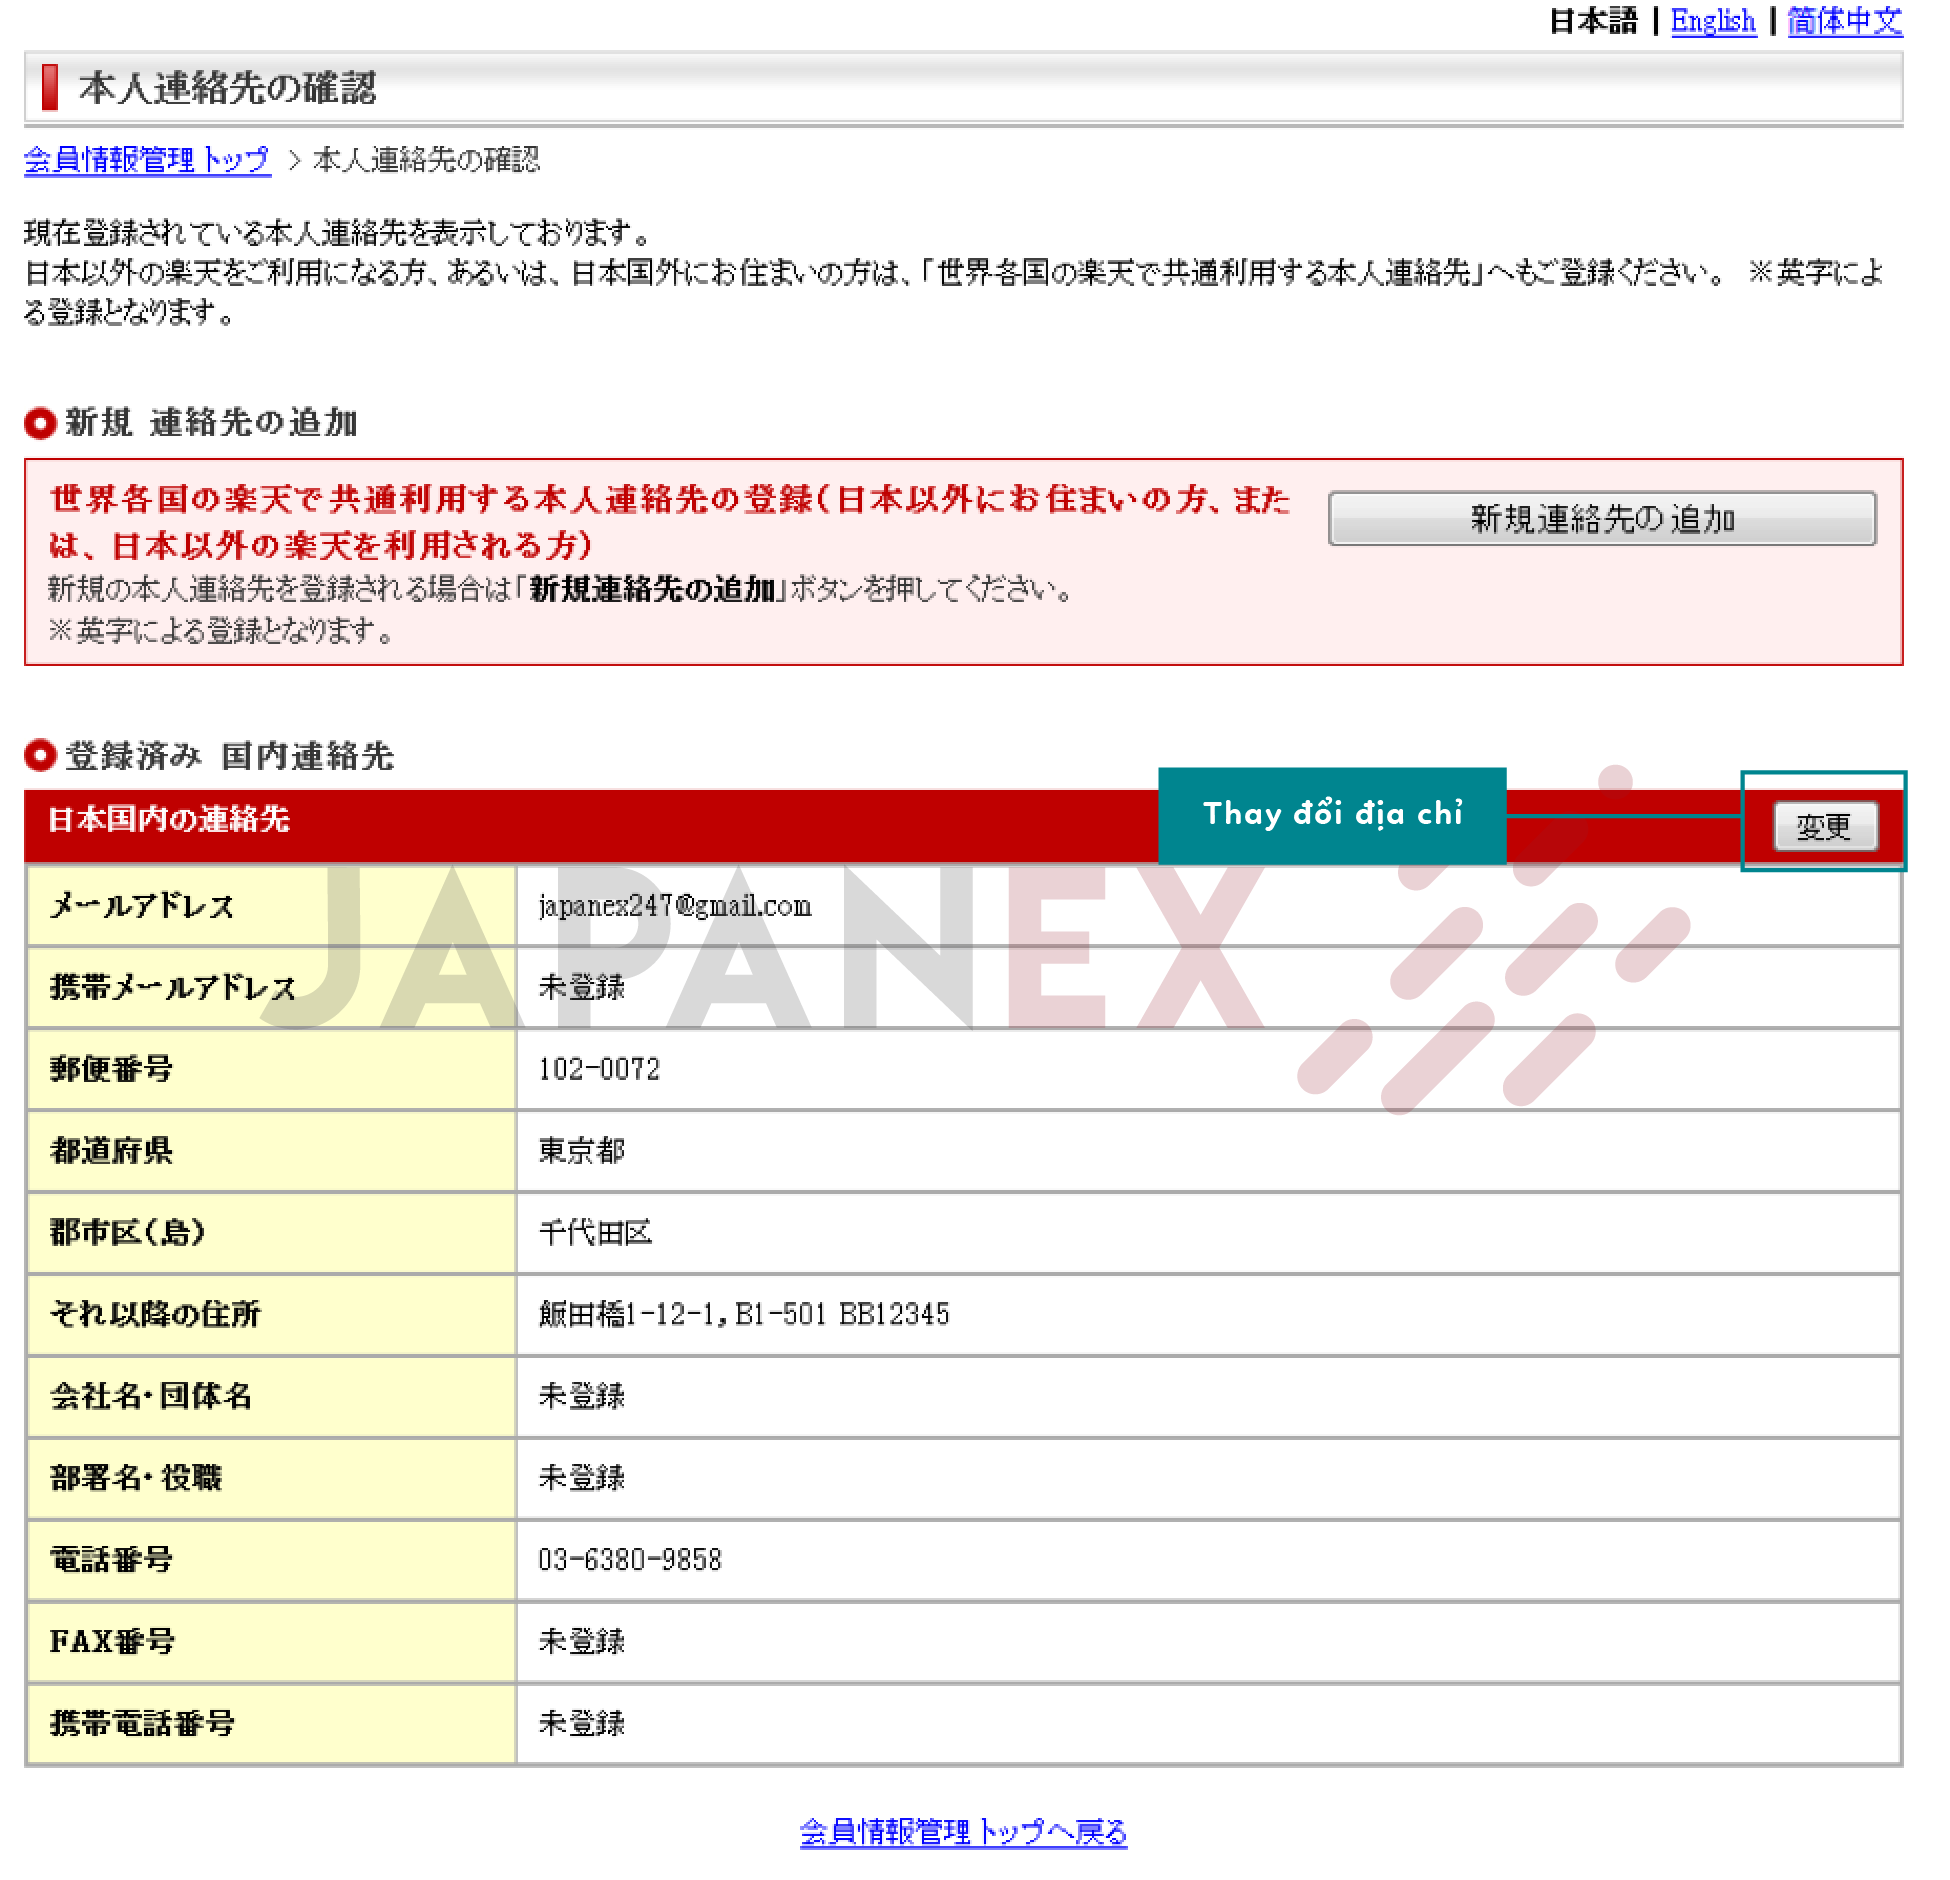 日本語 | English | 简体中文
本人連絡先の確認
会員情報管理 トップ > 本人連絡先の確認
現在登録されている本人連絡先を表示しております。
日本以外の楽天をご利用になる方、あるいは、日本国外にお住まいの方は、「世界各国の楽天で共通利用する本人連絡先」へもご登録ください。 ※英字によ
る登録となります。
新規 連絡先の追加
世界各国の楽天で共通利用する本人連絡先の登録(日本以外にお住まいの方、また
は、日本以外の楽天を利用される方)
新規連絡先の追加
新規の本人連絡先を登録される場合は「新規連絡先の追加」ボタンを押してください。
※英字による登録となります。
登録済み 国内連絡先
日本国内の連絡先
Thay đổi địa chỉ
変更
メールアドレス japanex247@gmail.com
JAPANEX
携帯メールアドレス 未登録
郵便番号 102-0072
都道府県 東京都
郡市区(島) 千代田区
それ以降の住所 飯田橋1-12-1, B1-501 BB12345
会社名・団体名 未登録
部署名・役職 未登録
電話番号 03-6380-9858
FAX番号 未登録
携帯電話番号 未登録
会員情報管理 トップへ戻る